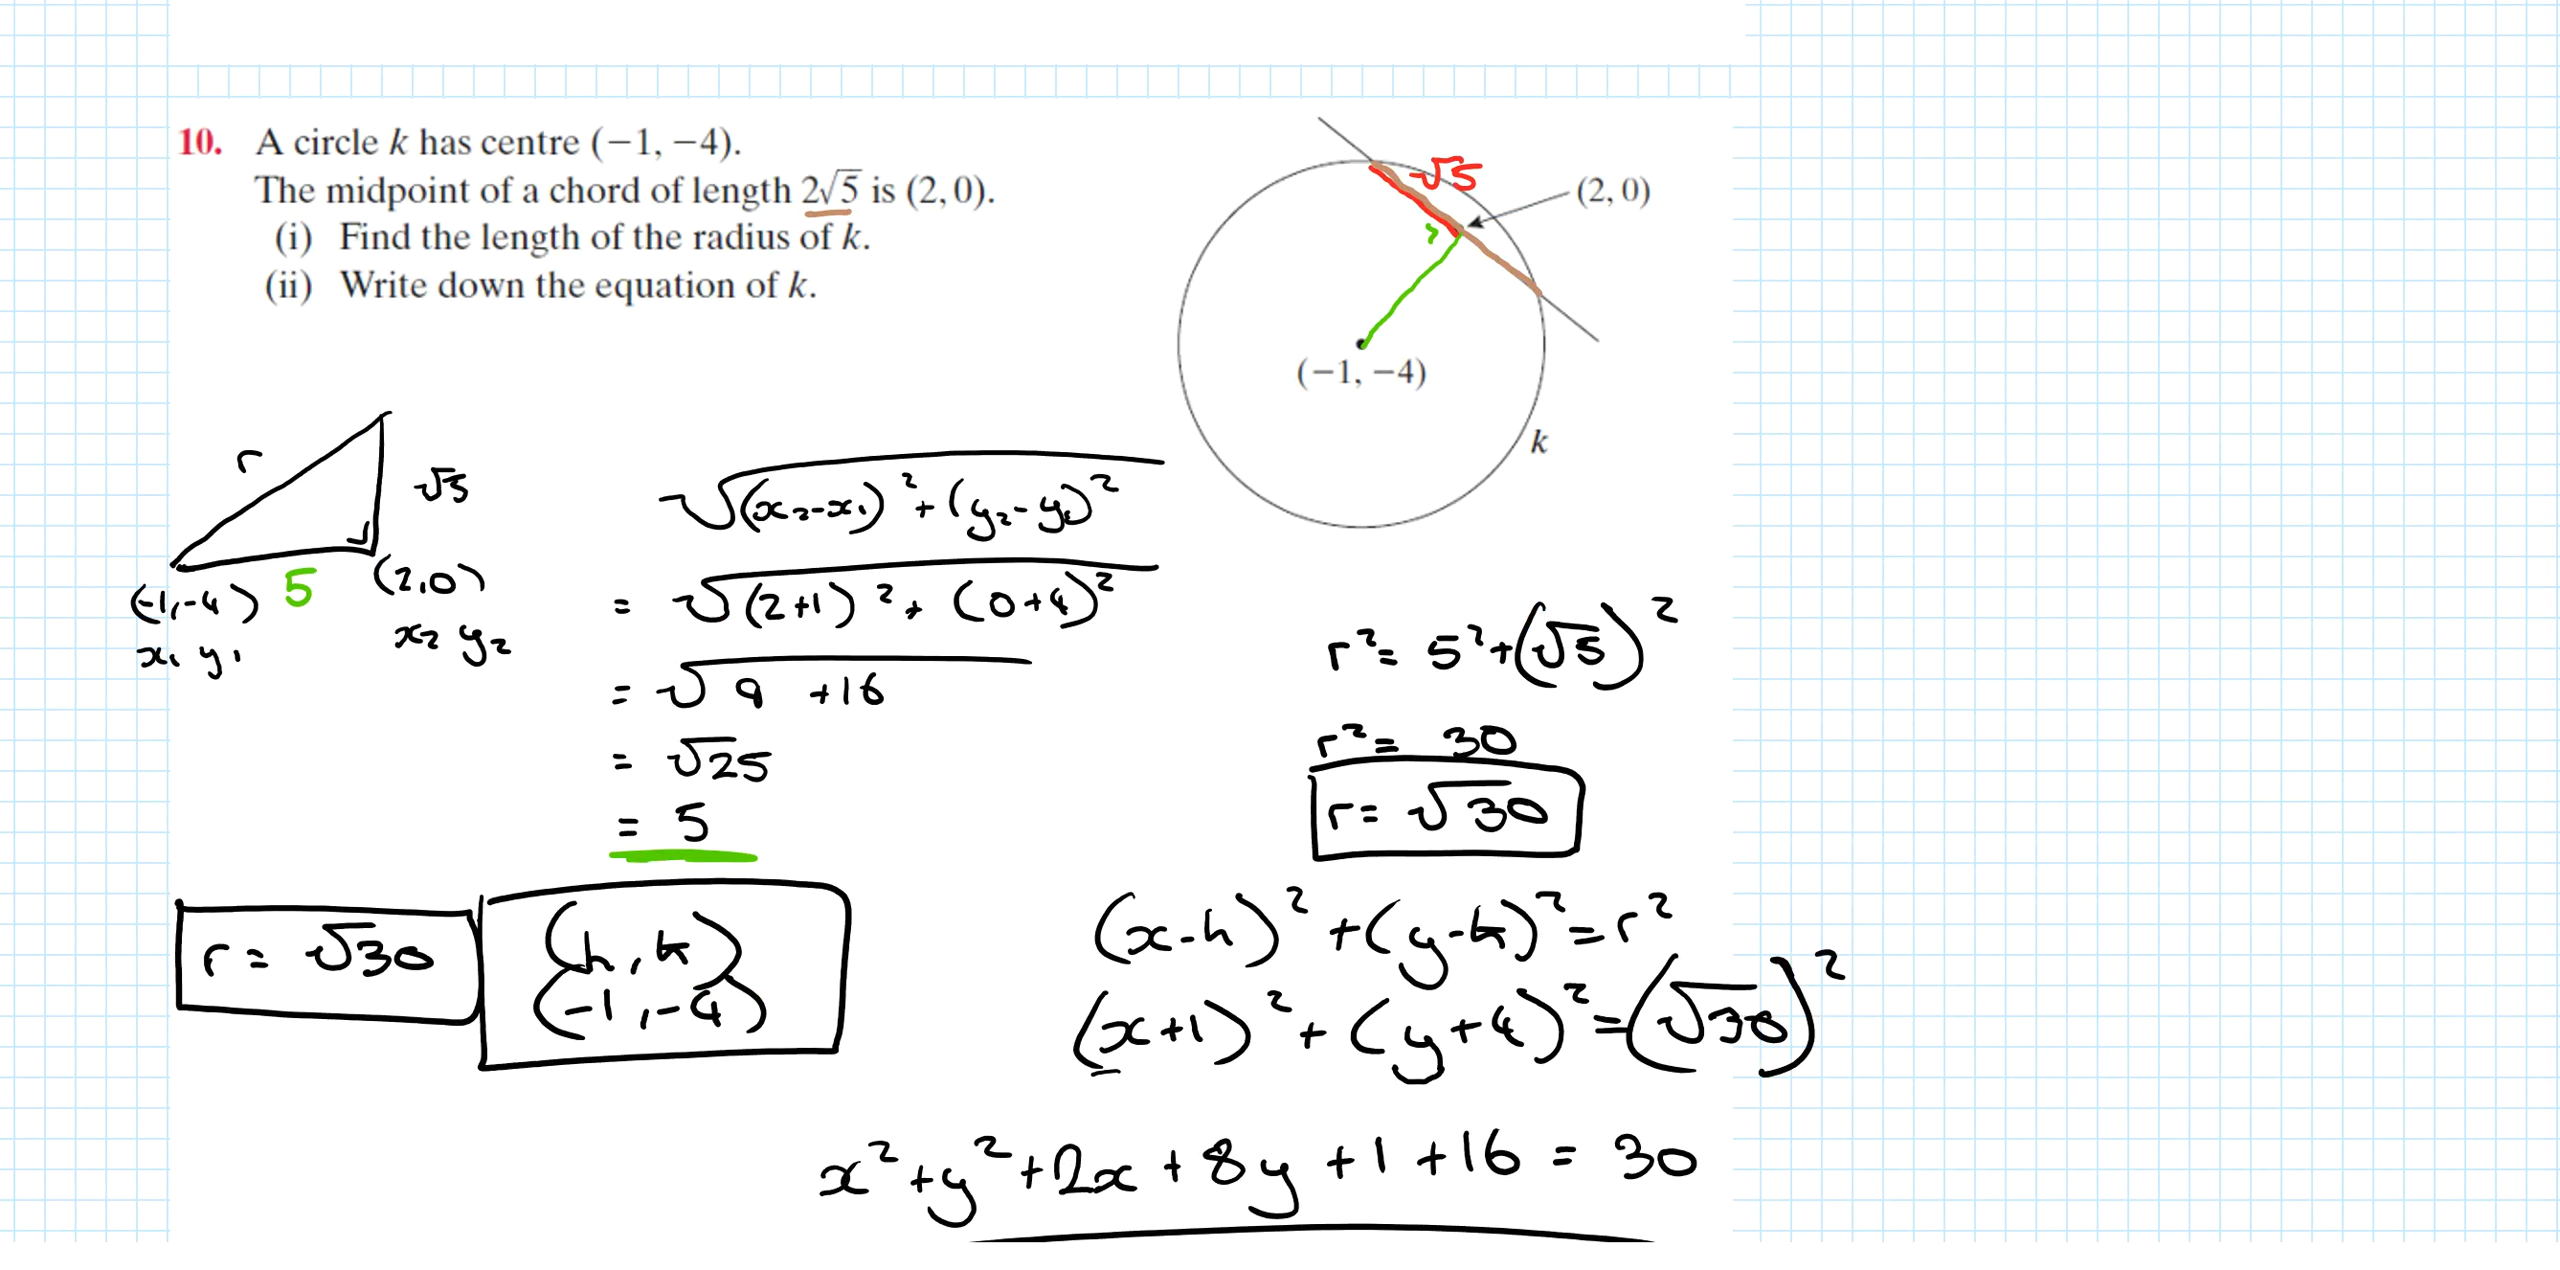 10. A circle k has centre (−1, −4).
The midpoint of a chord of length 2√5 is (2, 0).
(i) Find the length of the radius of k.
(ii) Write down the equation of k.
√5
(2, 0)
(−1, −4)
k
r
√5
(-1,-4) 5 (2,0)
x₁ y₁ x₂ y₂
√(x₂-x₁)² + (y₂-y₁)²
= √(2+1)² + (0+4)²
= √9 +16
= √25
= 5
r² = 5² + (√5)²
r² = 30
r = √30
r = √30
(h, k)
(-1, -4)
(x-h)² + (y-k)² = r²
(x+1)² + (y+4)² = (√30)²
x² + y² + 2x + 8y + 1 + 16 = 30